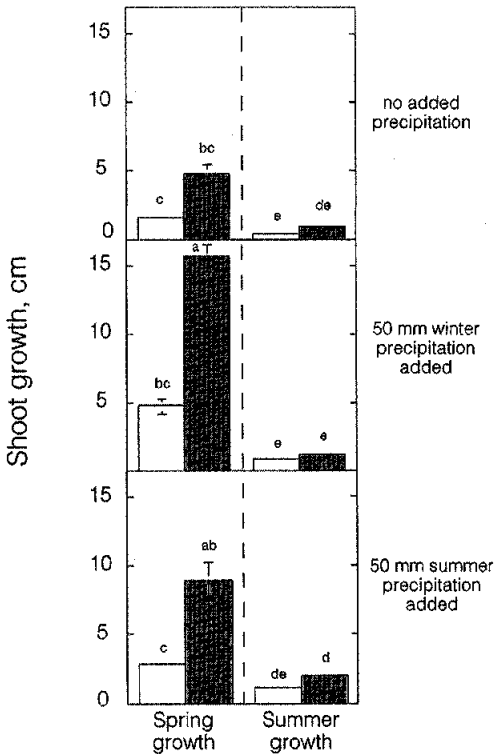 Shoot growth, cm
15
10
5
0
c
bc
e
de
no added
precipitation
15
10
5
bc
a
e
e
50 mm winter
precipitation
added
15
10
5
0
c
ab
de
d
50 mm summer
precipitation
added
Spring
growth
Summer
growth